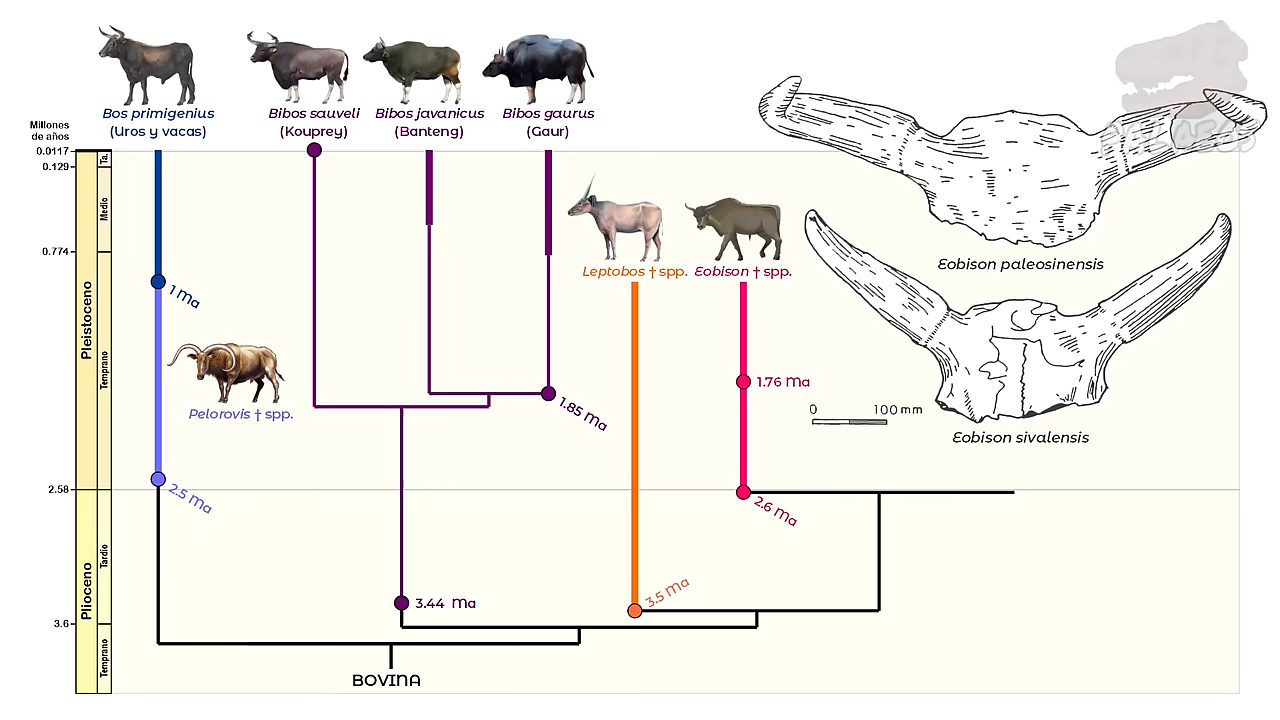 Bos primigenius
(Uros y vacas)
Bibos sauveli
(Kouprey)
Bibos javanicus
(Banteng)
Bibos gaurus
(Gaur)
PALAEOS
Millones
de años
0.0117
0.129
0.774
2.58
3.6
Pleistoceno
Plioceno
Ta.
Medio
Temprano
Tardio
Temprano
1 Ma
Pelorovis † spp.
2.5 Ma
1.85 Ma
3.44 Ma
Leptobos † spp.
3.5 Ma
Eobison † spp.
1.76 Ma
2.6 Ma
Eobison paleosinensis
0 100 mm
Eobison sivalensis
BOVINA